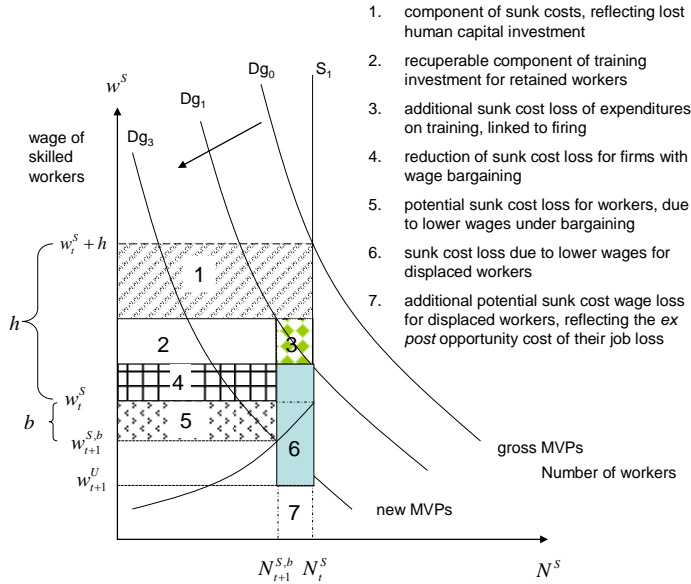 1. component of sunk costs, reflecting lost
human capital investment
2. recuperable component of training
investment for retained workers
3. additional sunk cost loss of expenditures
on training, linked to firing
4. reduction of sunk cost loss for firms with
wage bargaining
5. potential sunk cost loss for workers, due
to lower wages under bargaining
6. sunk cost loss due to lower wages for
displaced workers
7. additional potential sunk cost wage loss
for displaced workers, reflecting the ex
post opportunity cost of their job loss
Dg₀
S₁
w^S
Dg₁
Dg₃
wage of
skilled
workers
w_t^S + h
1
h
2
3
4
w_t^S
b
5
w_{t+1}^{S,b}
6
gross MVPs
Number of workers
w_{t+1}^U
7
new MVPs
N_{t+1}^{S,b} N_t^S
N^S